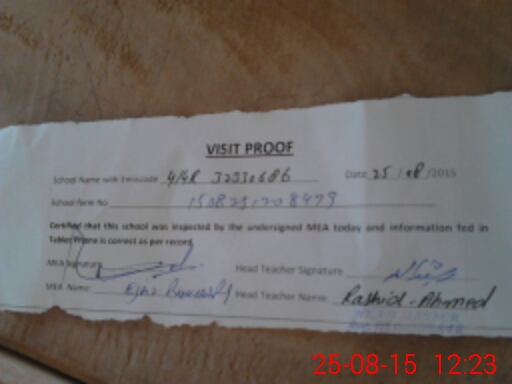 VISIT PROOF
School Name with Emiscode 4/4R 32330686 Date 25/08/2015
School form No 1508251208479
Certified that this school was inspected by the undersigned MEA today and information fed in
Tablet Phone is correct as per record.
MEA Signature Head Teacher Signature
MEA Name: Head Teacher Name: Rashid-Ahmed
25-08-15 12:23